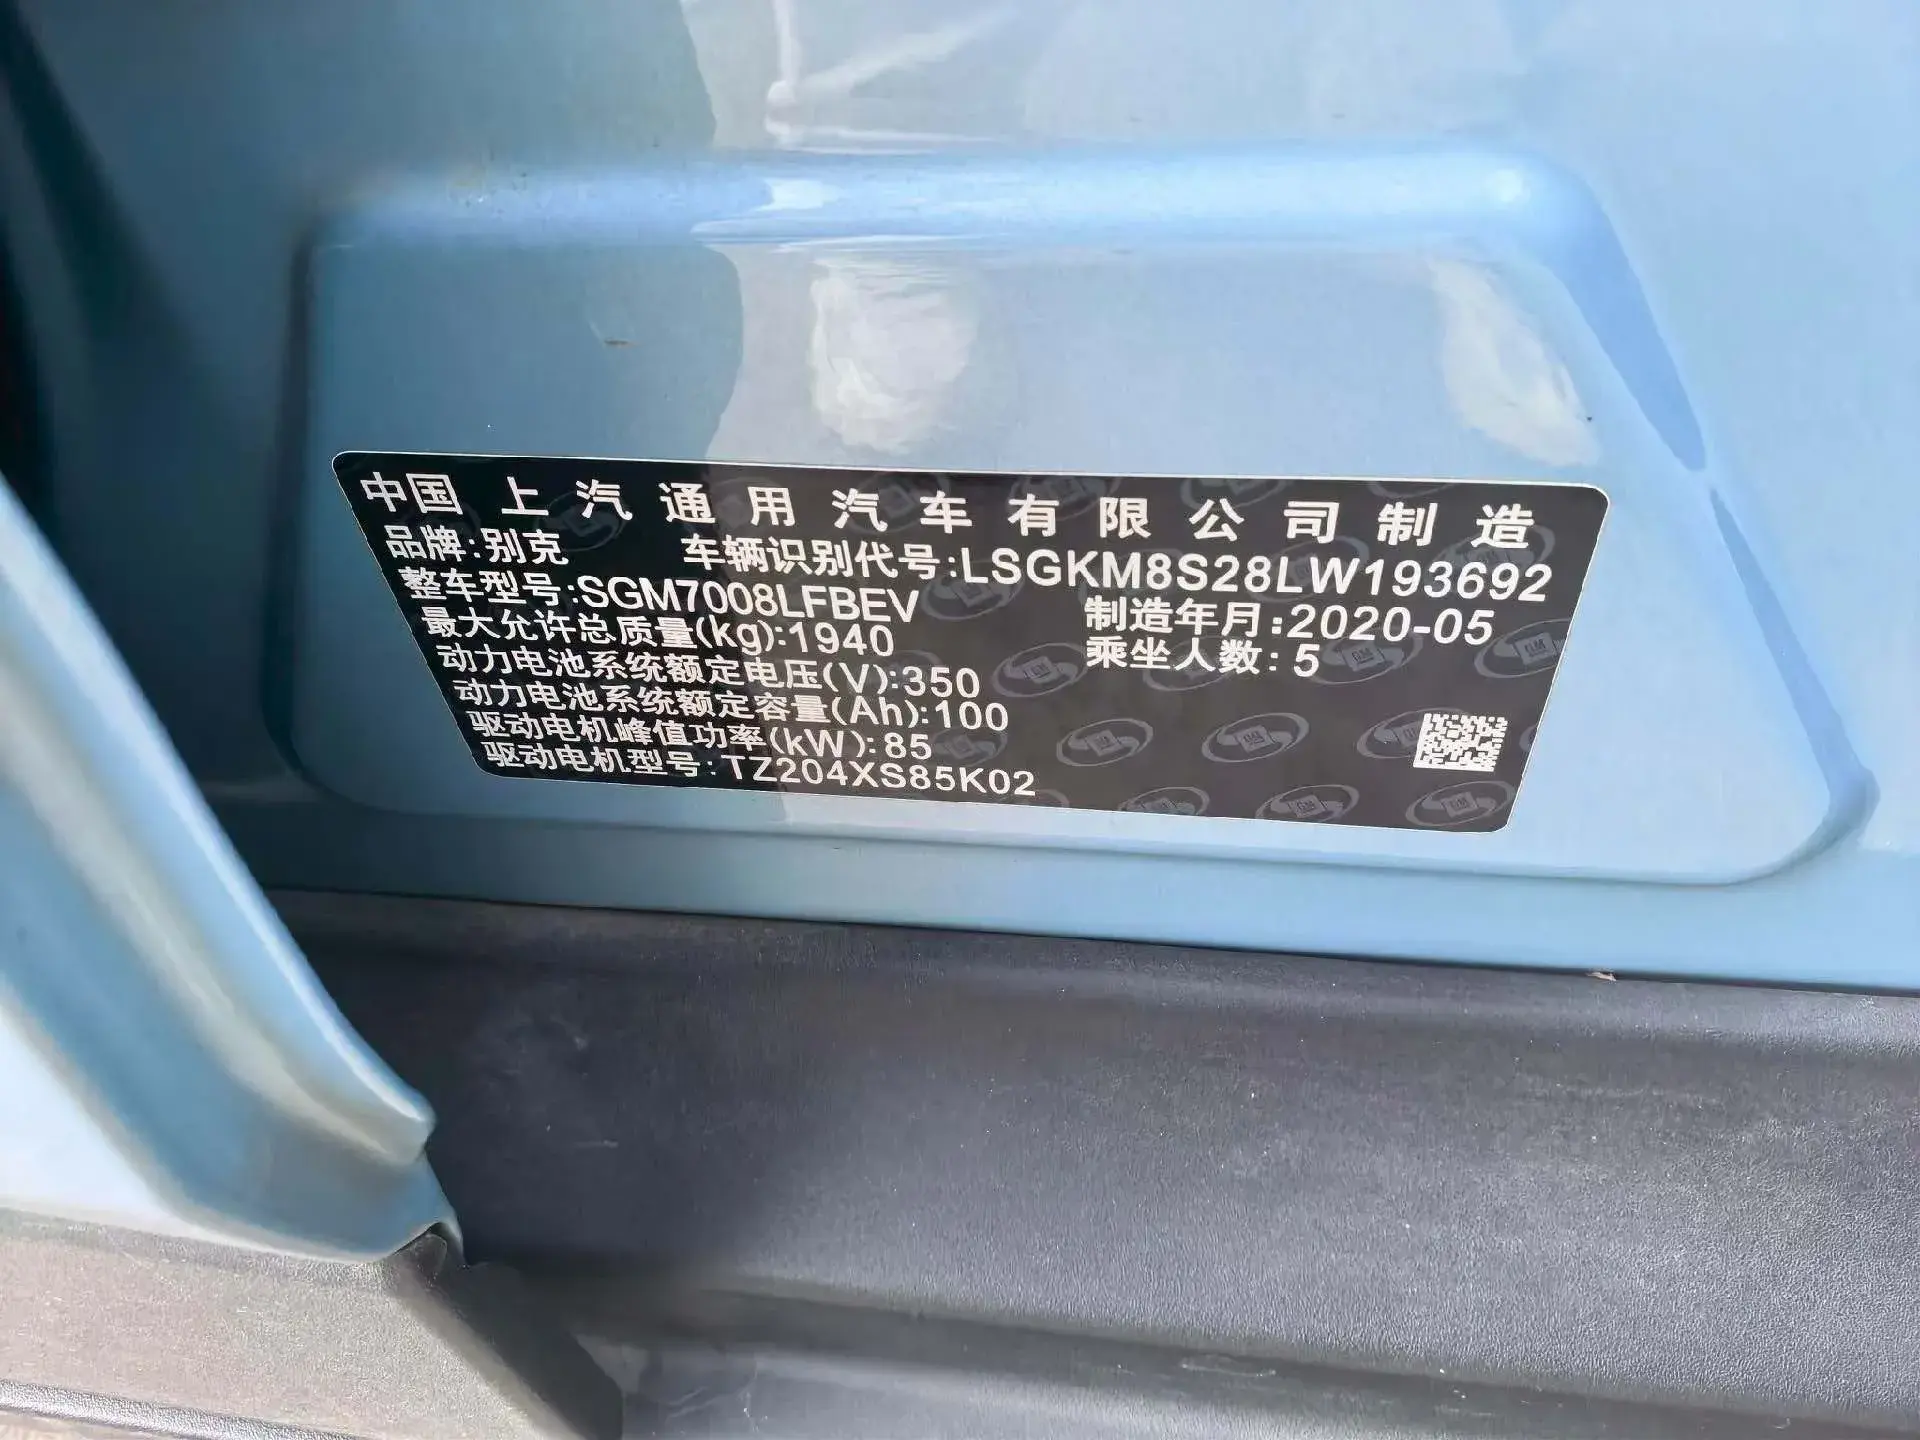 中国上汽通用汽车有限公司制造
品牌:别克 车辆识别代号:LSGKM8S28LW193692
整车型号:SGM7008LFBEV 制造年月:2020-05
最大允许总质量(kg):1940 乘坐人数:5
动力电池系统额定电压(V):350
动力电池系统额定容量(Ah):100
驱动电机峰值功率(kW):85
驱动电机型号:TZ204XS85K02
GM